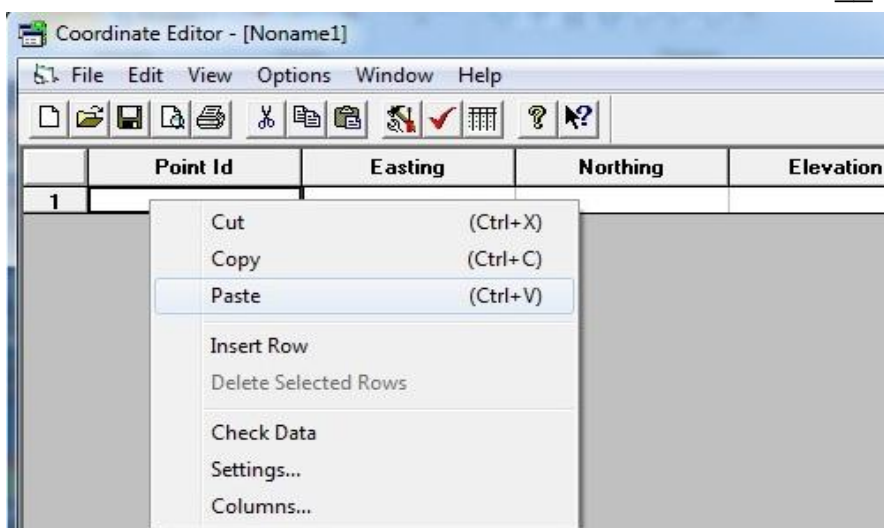 Coordinate Editor - [Noname1]
File Edit View Options Window Help
Point Id Easting Northing Elevation
1
Cut (Ctrl+X)
Copy (Ctrl+C)
Paste (Ctrl+V)
Insert Row
Delete Selected Rows
Check Data
Settings...
Columns...